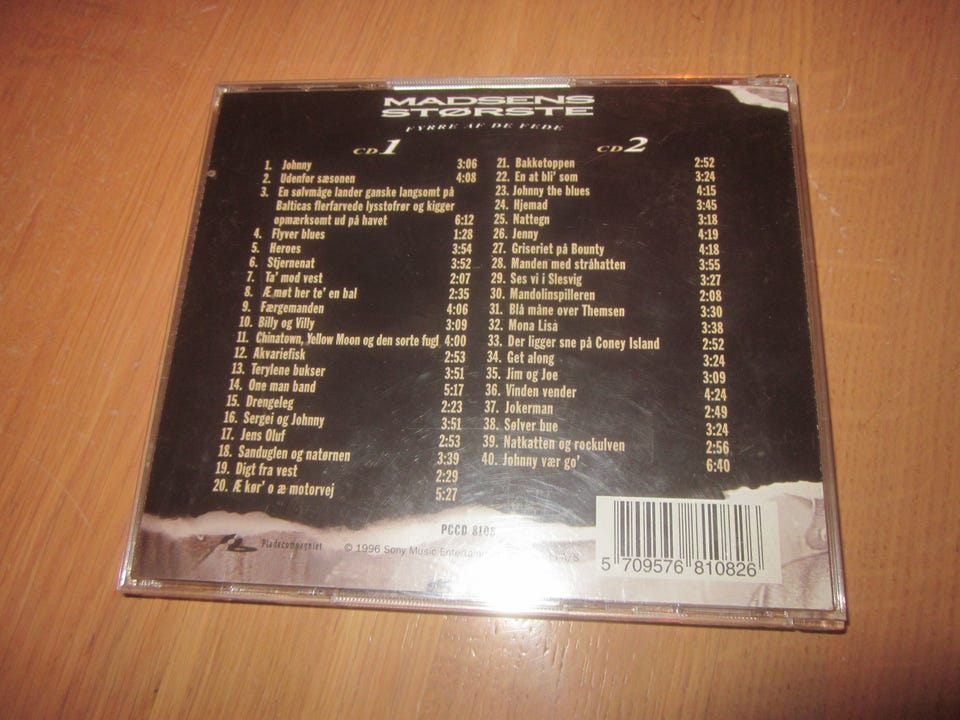 MADSENS
STØRSTE
FYRRE AF DE FEDE
CD 1
1. Johnny 3:06
2. Udenfor sæsonen 4:08
3. En sølvmåge lander ganske langsomt på
Balticas flerfarvede lysstofrør og kigger
opmærksomt ud på havet 6:12
4. Flyver blues 1:28
5. Heroes 3:54
6. Stjernenat 3:52
7. Ta' mod vest 2:07
8. Æ møt her te' en bal 2:35
9. Færgemanden 4:06
10. Billy og Villy 3:09
11. Chinatown, Yellow Moon og den sorte fugl 4:00
12. Akvariefisk 2:53
13. Terylene bukser 3:51
14. One man band 5:17
15. Drengeleg 2:23
16. Sergei og Johnny 3:51
17. Jens Oluf 2:53
18. Sanduglen og natørnen 3:39
19. Digt fra vest 2:29
20. Æ kør' o æ motorvej 5:27
CD 2
21. Bakketoppen 2:52
22. En at bli' som 3:24
23. Johnny the blues 4:15
24. Hjemad 3:45
25. Nattegn 3:18
26. Jenny 4:19
27. Griseriet på Bounty 4:18
28. Manden med stråhatten 3:55
29. Ses vi i Slesvig 3:27
30. Mandolinspilleren 2:08
31. Blå måne over Themsen 3:30
32. Mona Lisa 3:38
33. Der ligger sne på Coney Island 2:52
34. Get along 3:24
35. Jim og Joe 3:09
36. Vinden vender 4:24
37. Jokerman 2:49
38. Sølver bue 3:24
39. Natkatten og rockulven 2:56
40. Johnny vær go' 6:40
PCCD 8108
Pladecompagniet
© 1996 Sony Music
5 709576 810826